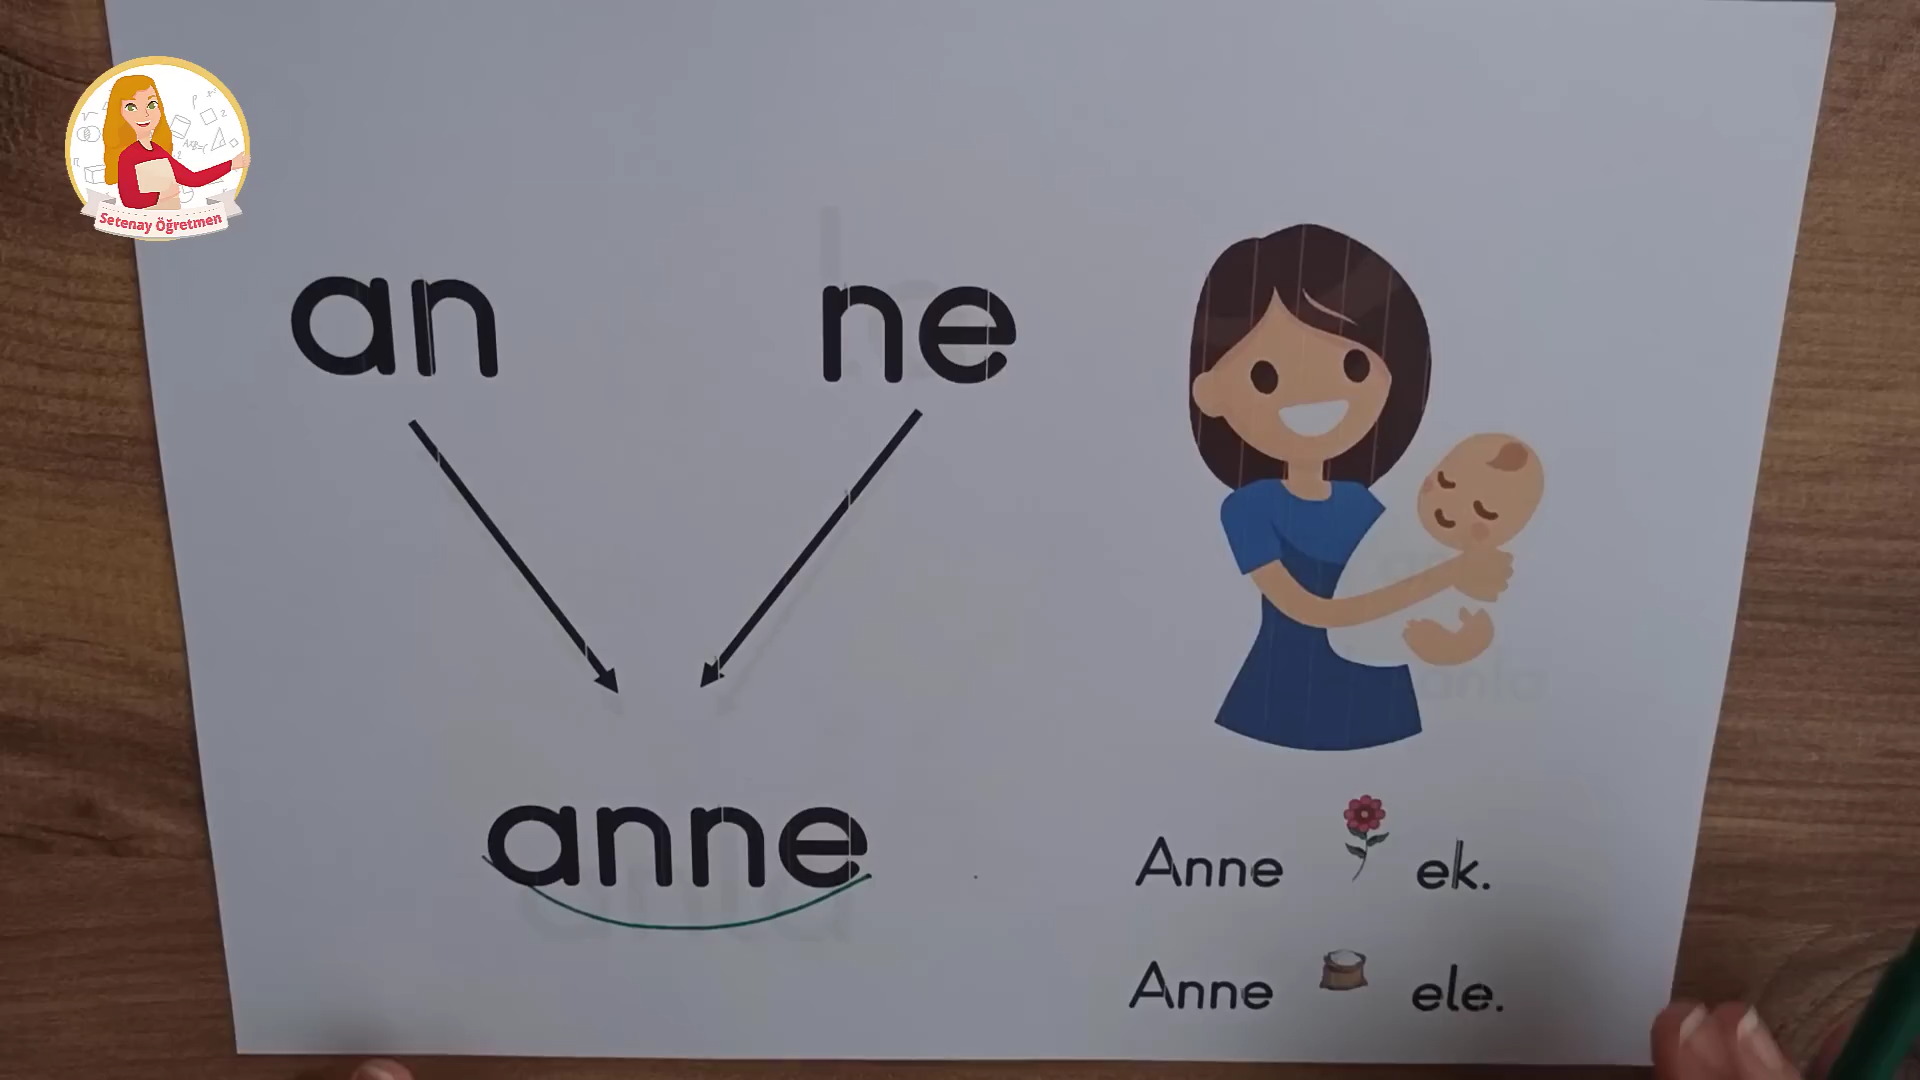 Setenay Öğretmen
an ne
anne
Anne ek.
Anne ele.